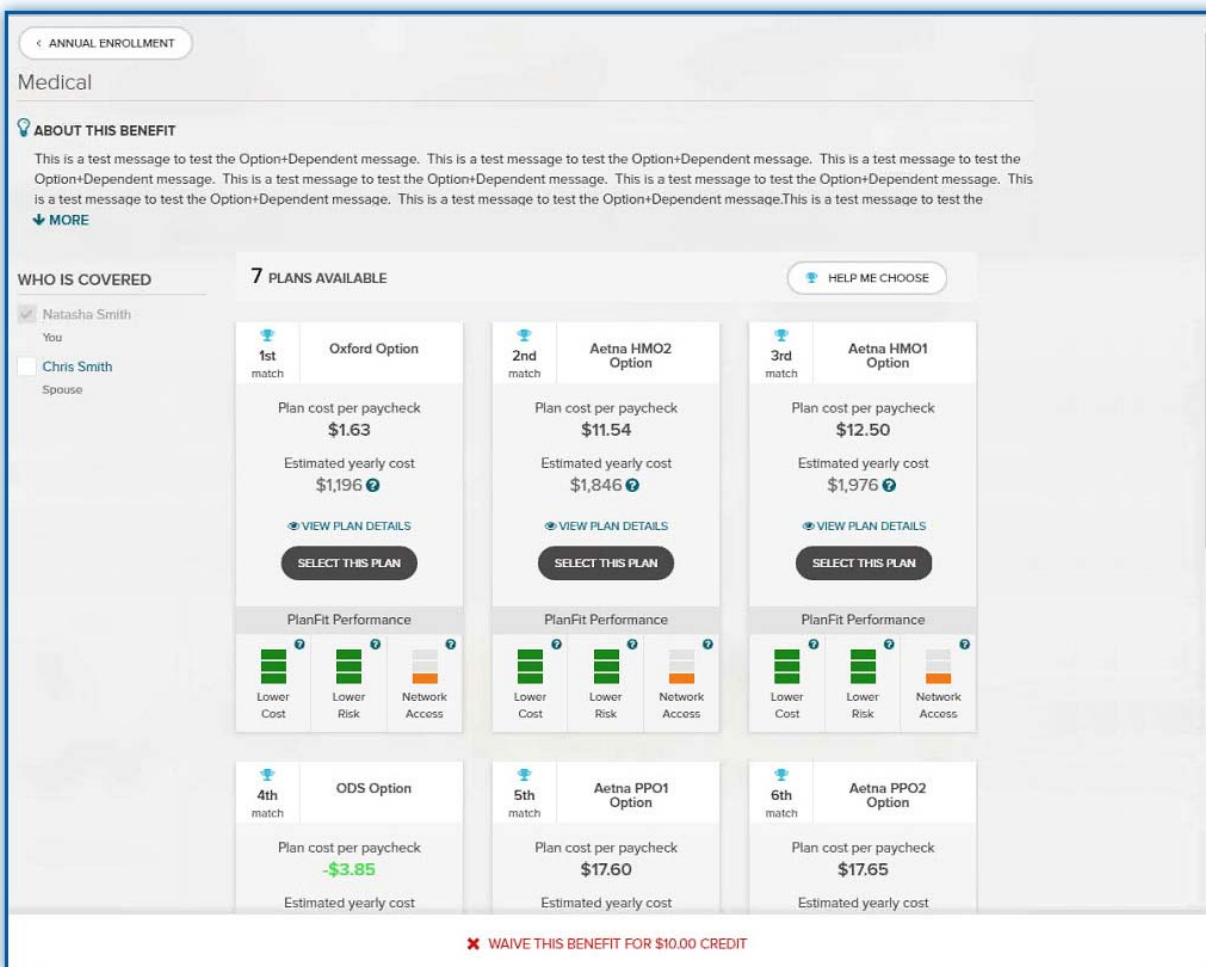 ‹ ANNUAL ENROLLMENT
Medical
ABOUT THIS BENEFIT
This is a test message to test the Option+Dependent message. This is a test message to test the Option+Dependent message. This is a test message to test the
Option+Dependent message. This is a test message to test the Option+Dependent message. This is a test message to test the Option+Dependent message. This
is a test message to test the Option+Dependent message. This is a test message to test the Option+Dependent message.This is a test message to test the
MORE
WHO IS COVERED
Natasha Smith
You
Chris Smith
Spouse
7 PLANS AVAILABLE
HELP ME CHOOSE
1st
match
Oxford Option
Plan cost per paycheck
$1.63
Estimated yearly cost
$1,196 ?
VIEW PLAN DETAILS
SELECT THIS PLAN
PlanFit Performance
? ? ?
Lower Lower Network
Cost Risk Access
2nd
match
Aetna HMO2
Option
Plan cost per paycheck
$11.54
Estimated yearly cost
$1,846 ?
VIEW PLAN DETAILS
SELECT THIS PLAN
PlanFit Performance
? ? ?
Lower Lower Network
Cost Risk Access
3rd
match
Aetna HMO1
Option
Plan cost per paycheck
$12.50
Estimated yearly cost
$1,976 ?
VIEW PLAN DETAILS
SELECT THIS PLAN
PlanFit Performance
? ? ?
Lower Lower Network
Cost Risk Access
4th
match
ODS Option
Plan cost per paycheck
-$3.85
Estimated yearly cost
5th
match
Aetna PPO1
Option
Plan cost per paycheck
$17.60
Estimated yearly cost
6th
match
Aetna PPO2
Option
Plan cost per paycheck
$17.65
Estimated yearly cost
WAIVE THIS BENEFIT FOR $10.00 CREDIT